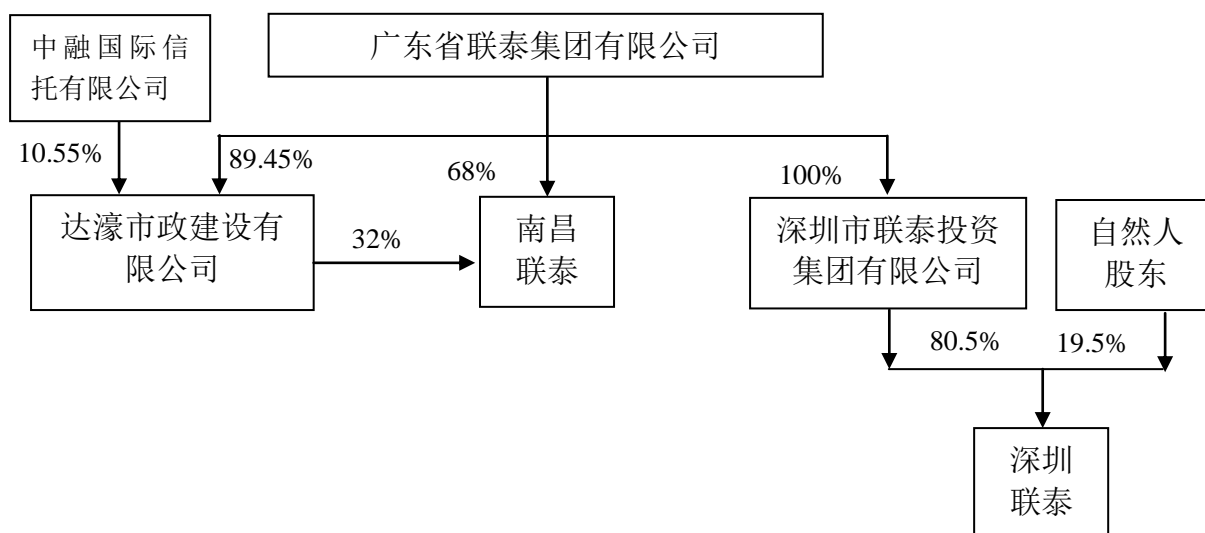 中融国际信
托有限公司
广东省联泰集团有限公司
10.55%
89.45%
68%
100%
达濠市政建设有
限公司
32%
南昌
联泰
深圳市联泰投资
集团有限公司
自然人
股东
80.5%
19.5%
深圳
联泰